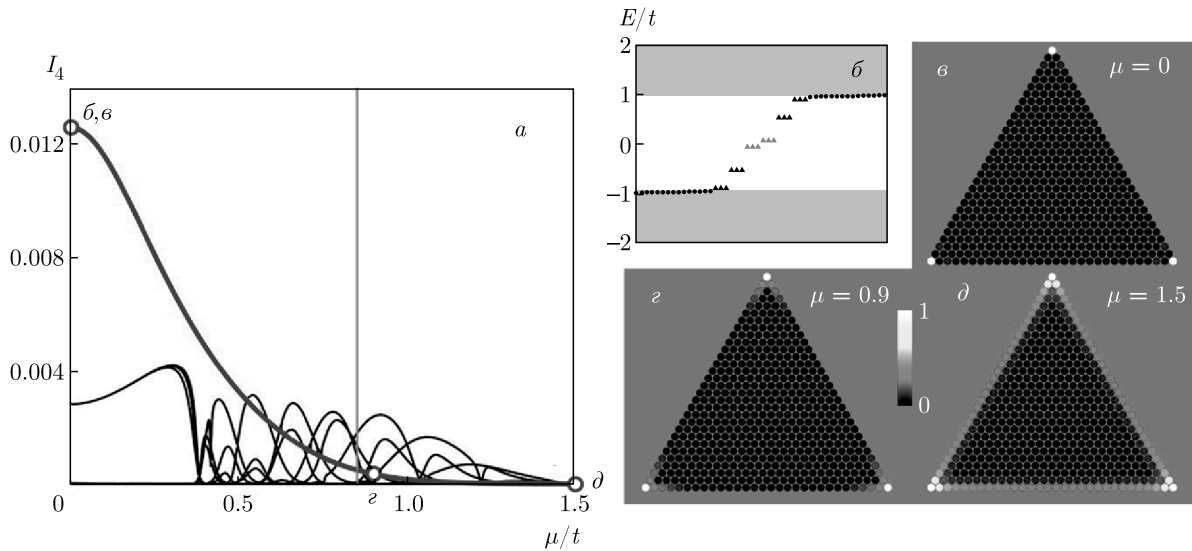 I₄
0.012
0.008
0.004
0
0.5
1.0
1.5
μ/t
б,в
а
г
д
E/t
2
1
0
−1
−2
б
в
μ = 0
г
μ = 0.9
1
0
д
μ = 1.5